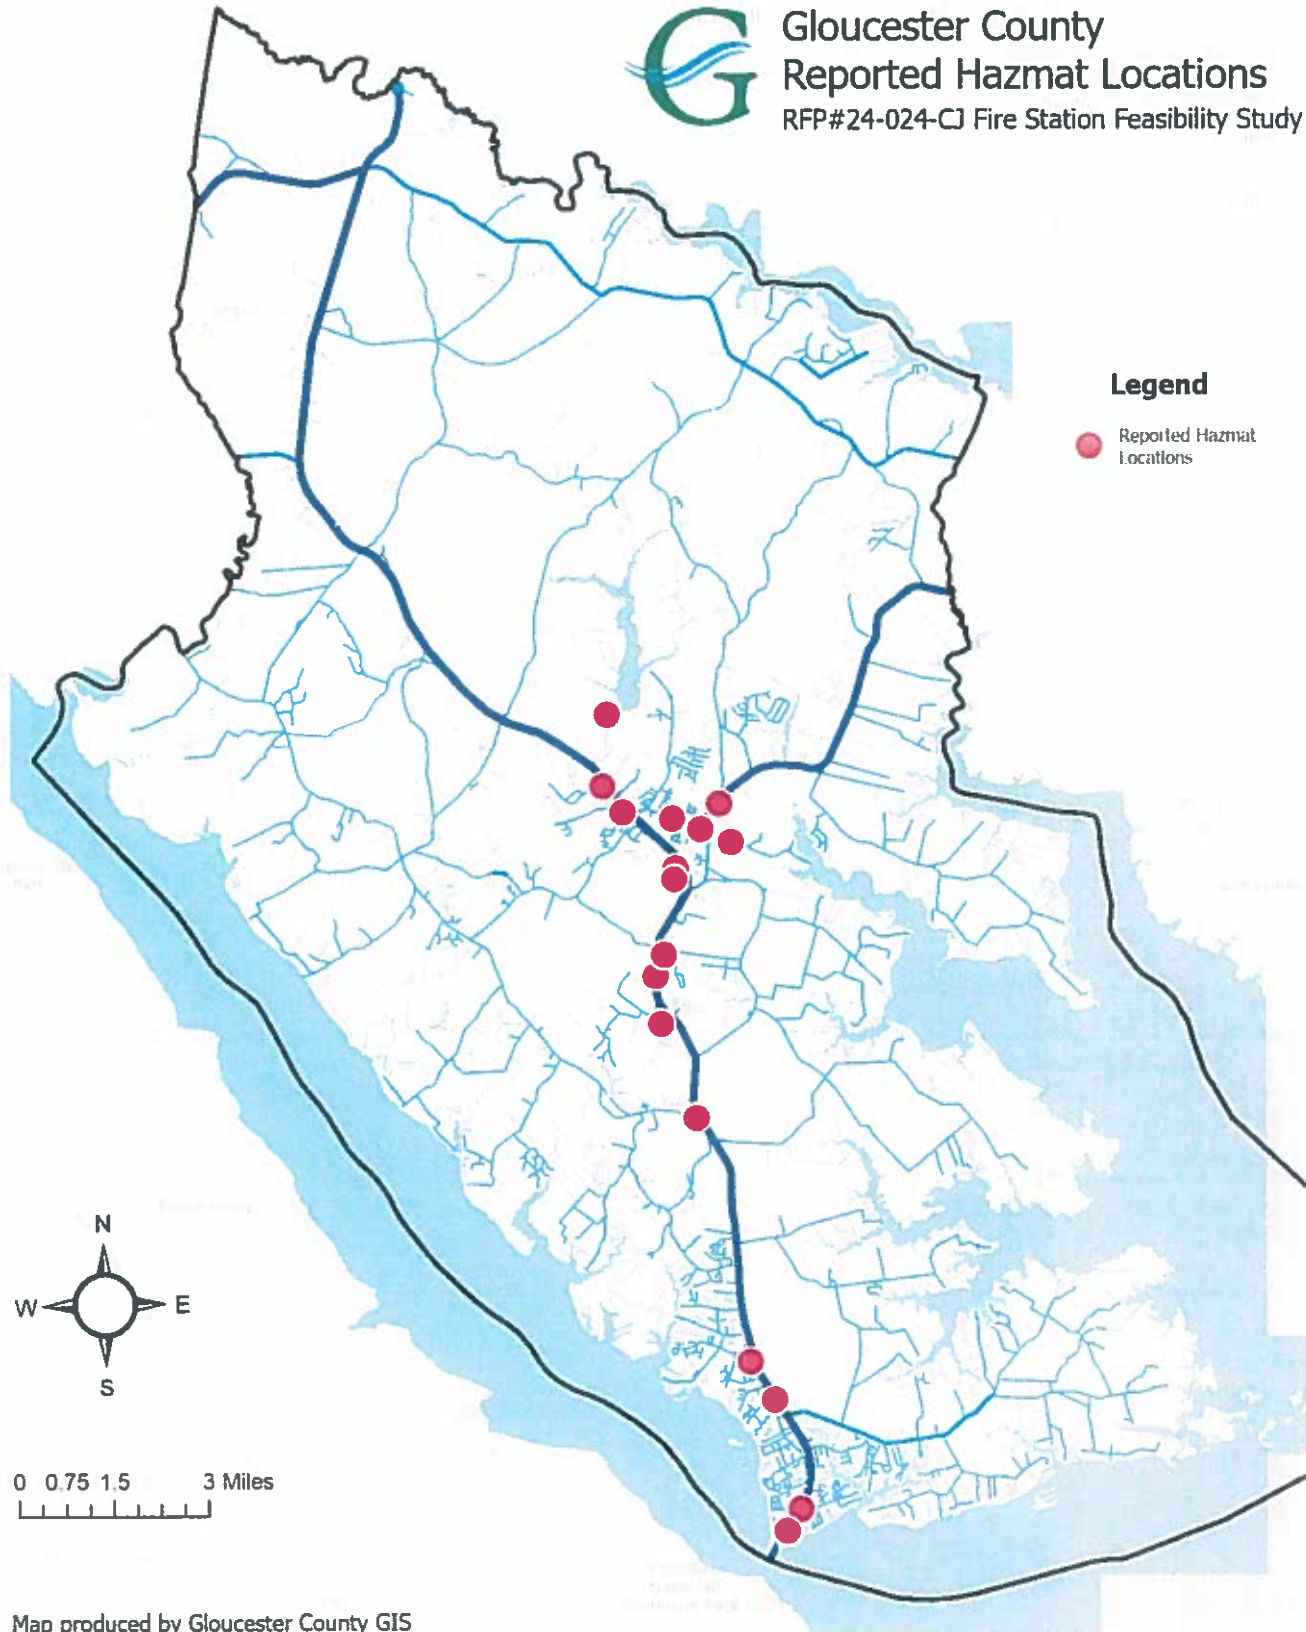 G
Gloucester County
Reported Hazmat Locations
RFP#24-024-CJ Fire Station Feasibility Study
Legend
Reported Hazmat
Locations
N
W
E
S
0 0.75 1.5 3 Miles
Map produced by Gloucester County GIS